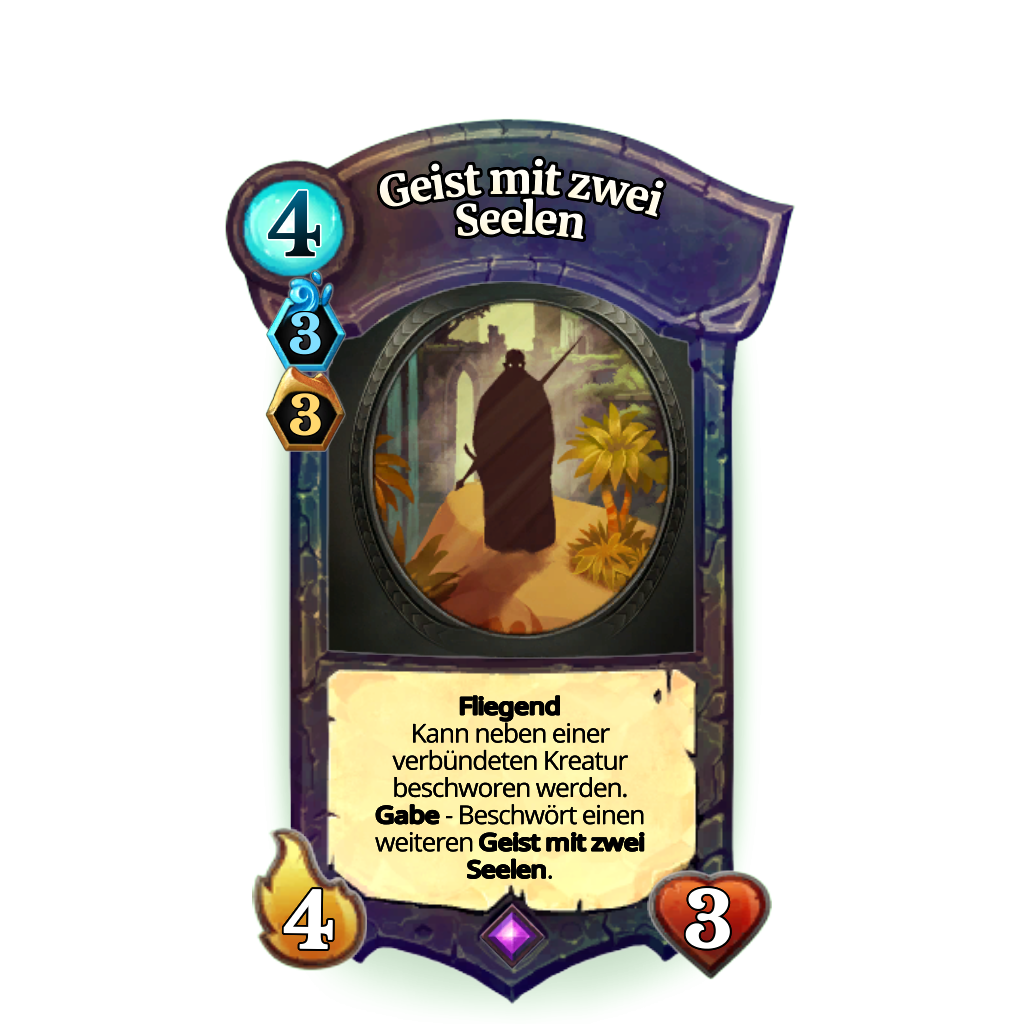 Geist mit zwei
Seelen
4
3
3
Fliegend
Kann neben einer
verbündeten Kreatur
beschworen werden.
Gabe - Beschwört einen
weiteren Geist mit zwei
Seelen.
4
3